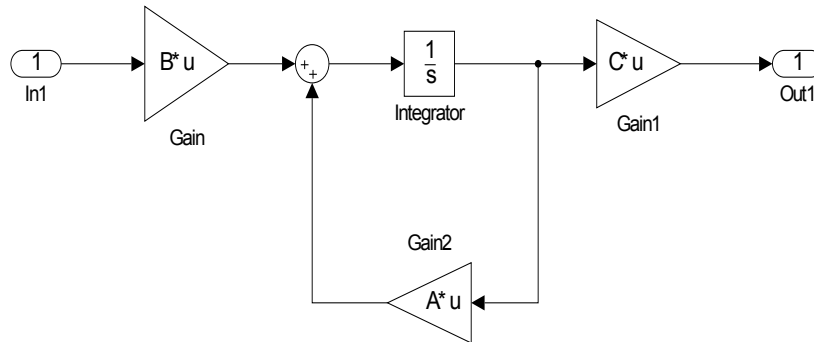 1
In1
B* u
Gain
+
+
1
s
Integrator
C* u
Gain1
1
Out1
Gain2
A* u